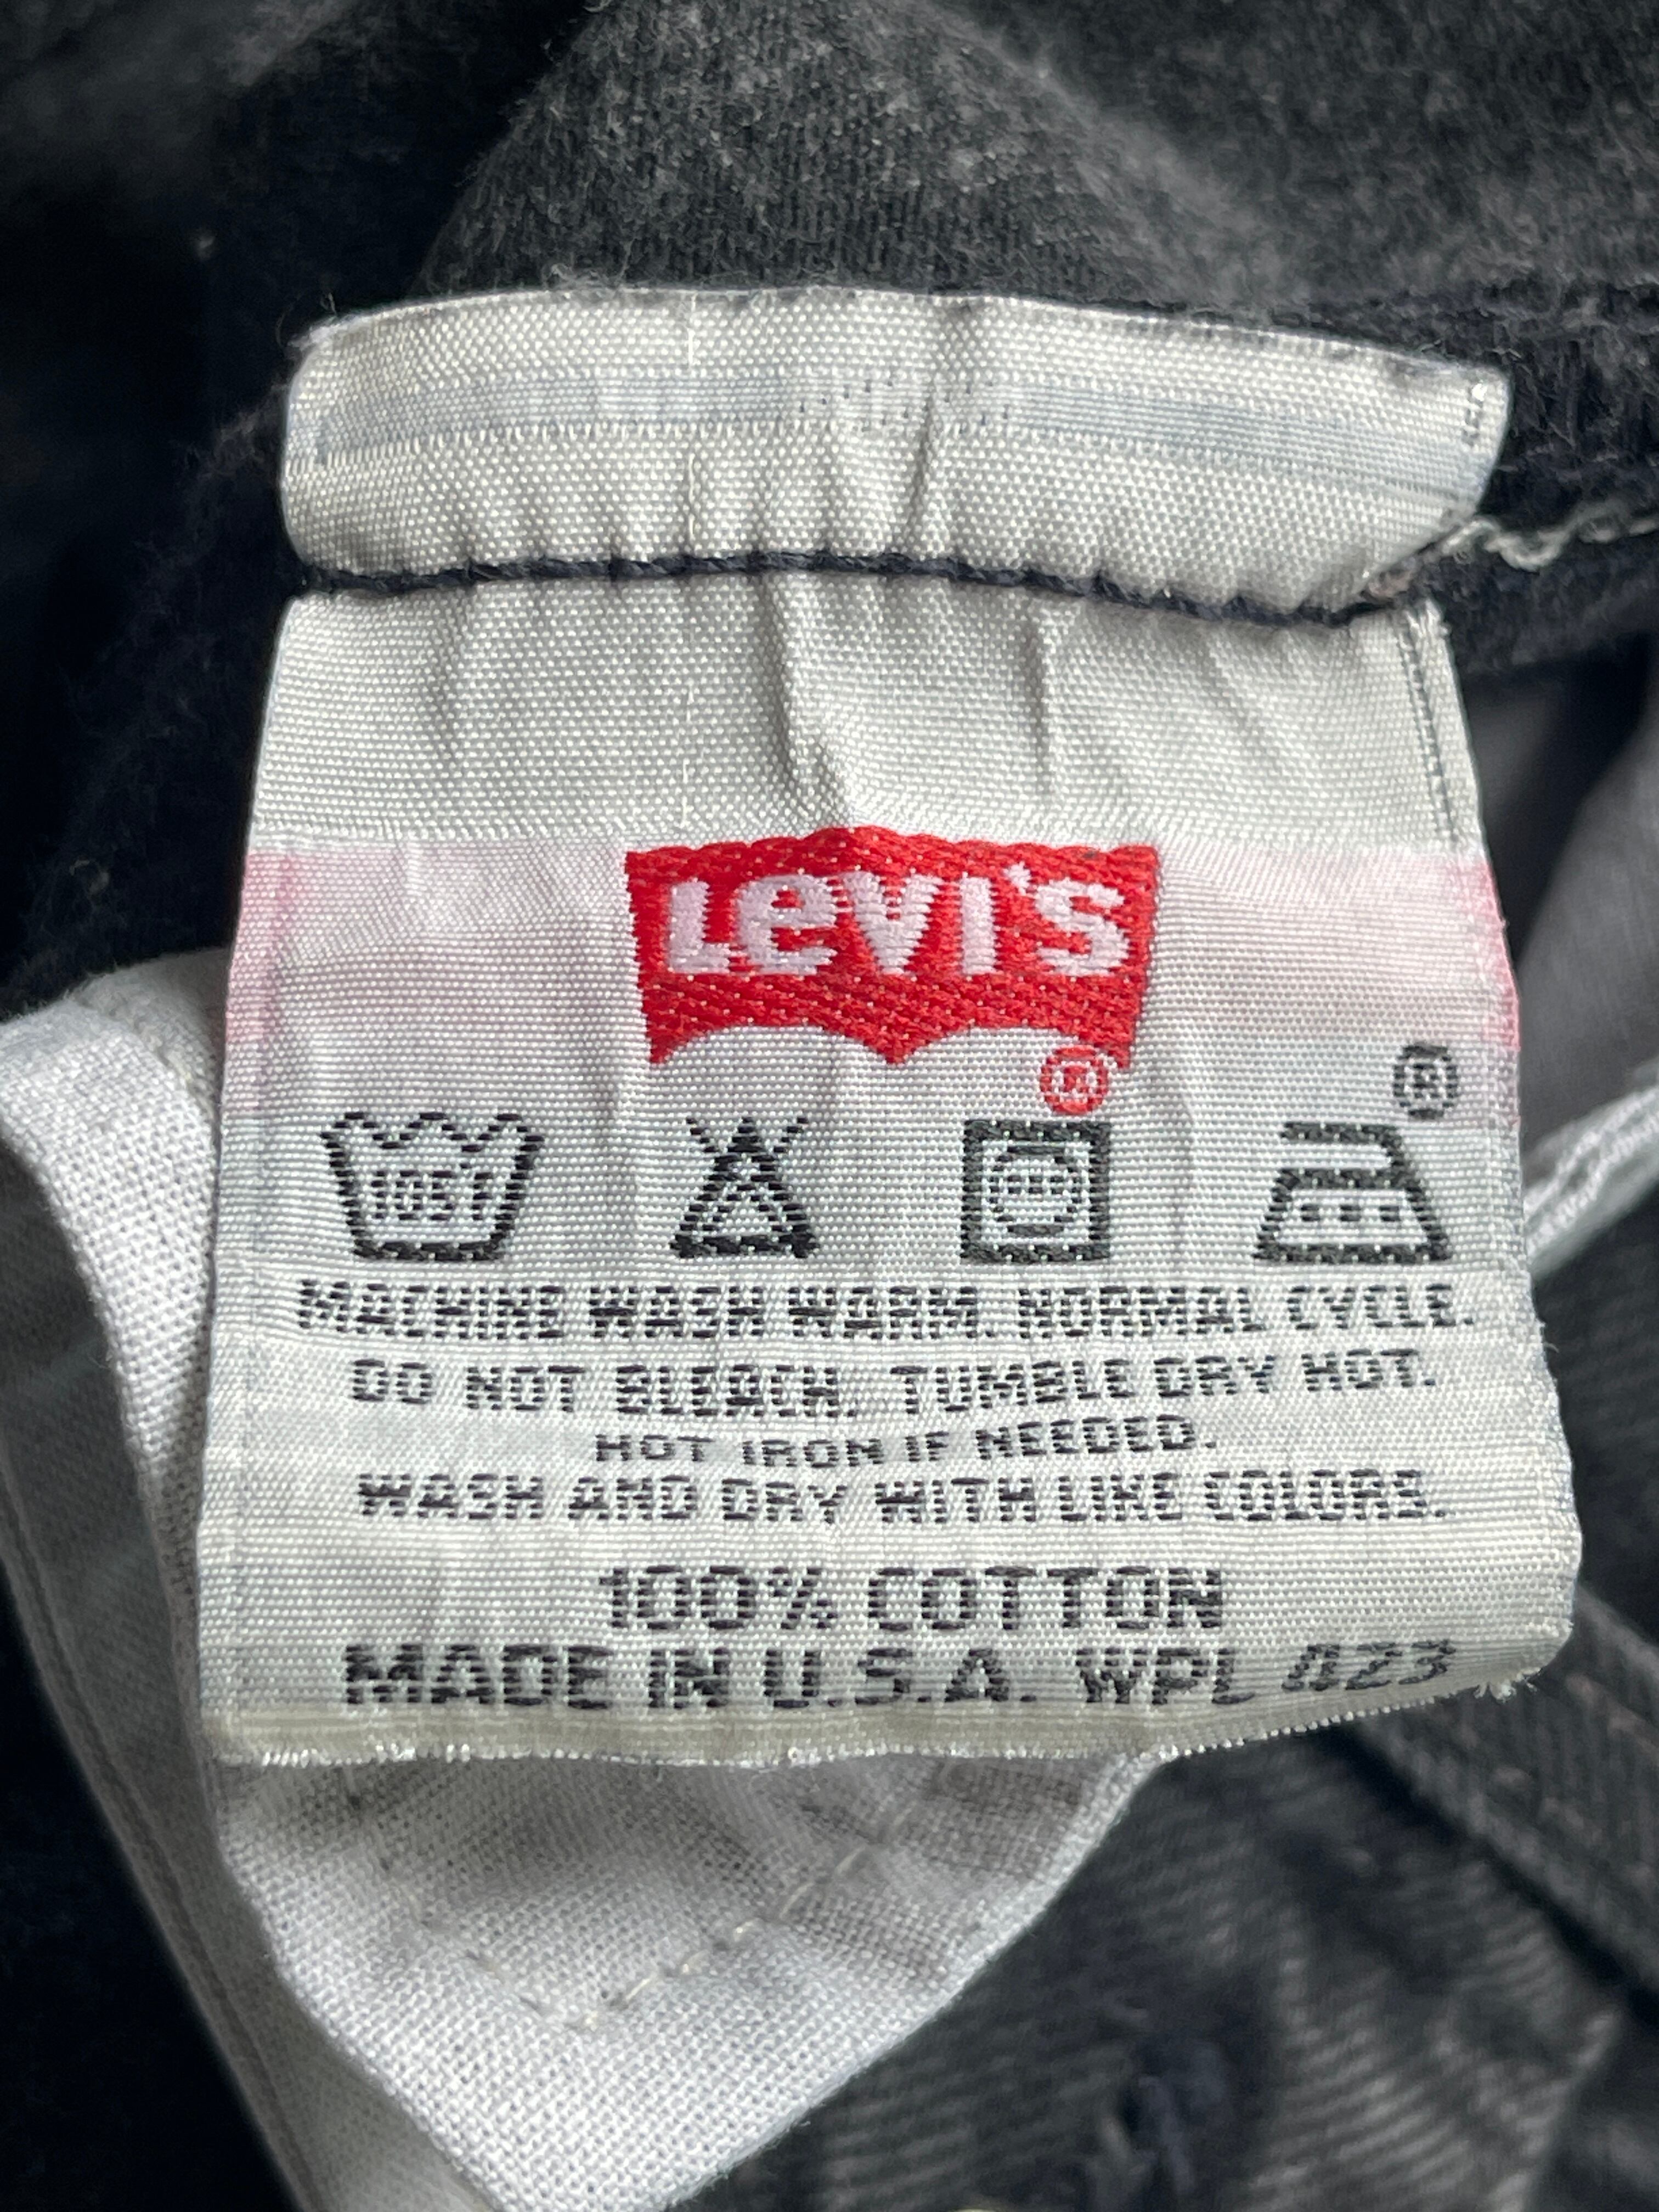 LEVI'S
®
®
105F
MACHINE WASH WARM. NORMAL CYCLE.
DO NOT BLEACH. TUMBLE DRY HOT.
HOT IRON IF NEEDED.
WASH AND DRY WITH LIKE COLORS.
100% COTTON
MADE IN U.S.A. WPL 423